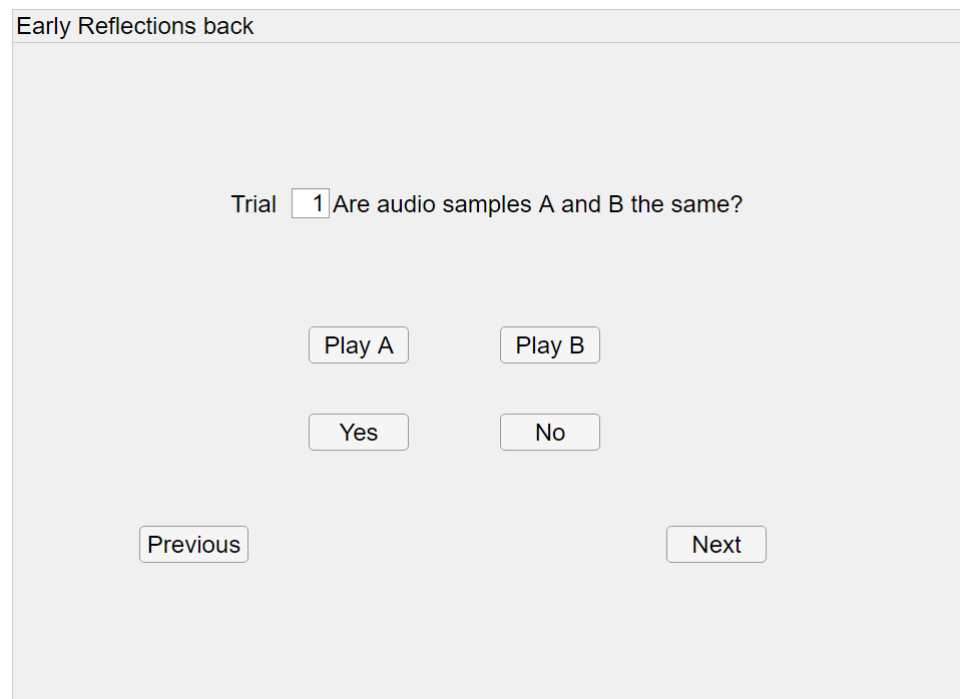 Early Reflections back
Trial 1 Are audio samples A and B the same?
Play A Play B
Yes No
Previous Next